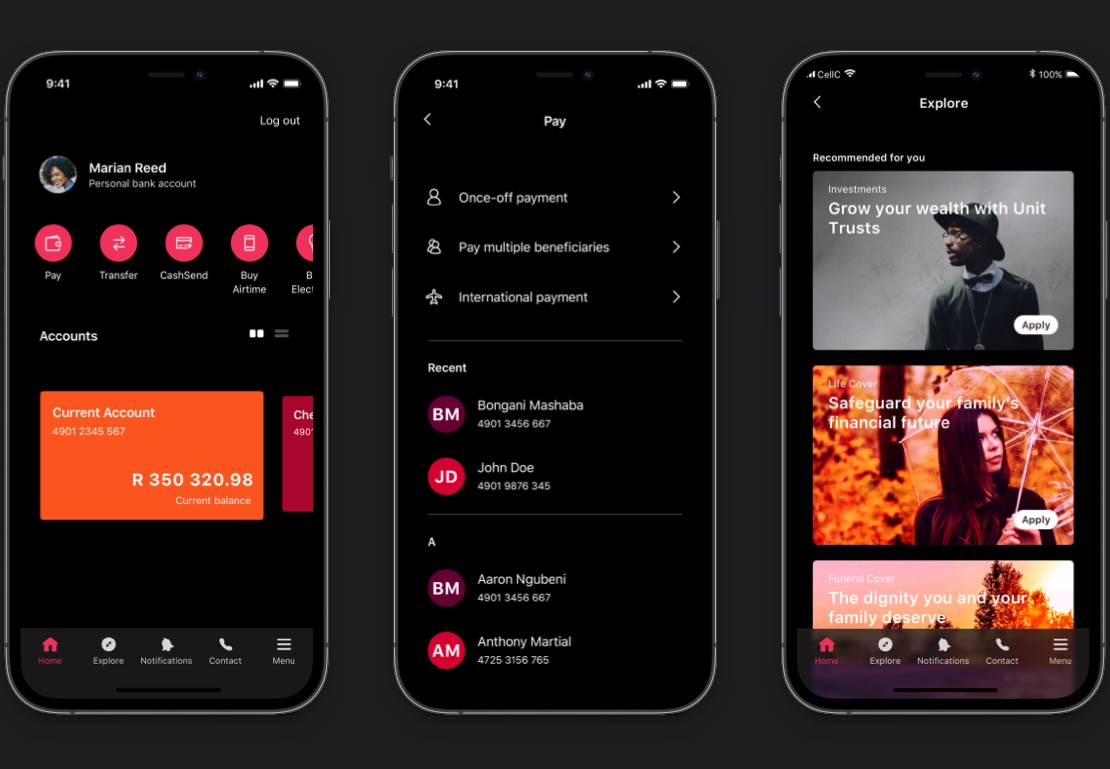 9:41
Log out
Marian Reed
Personal bank account
Pay
Transfer
CashSend
Buy
Airtime
B
Elect
Accounts
Current Account
4901 2345 567
R 350 320.98
Current balance
Che
4901
Home
Explore
Notifications
Contact
Menu
9:41
Pay
Once-off payment
Pay multiple beneficiaries
International payment
Recent
BM
Bongani Mashaba
4901 3456 667
JD
John Doe
4901 9876 345
A
BM
Aaron Ngubeni
4901 3456 667
AM
Anthony Martial
4725 3156 765
CellC
100%
Explore
Recommended for you
Investments
Grow your wealth with Unit
Trusts
Apply
Life Cover
Safeguard your family's
financial future
Apply
Funeral Cover
The dignity you and your
family deserve
Home
Explore
Notifications
Contact
Menu